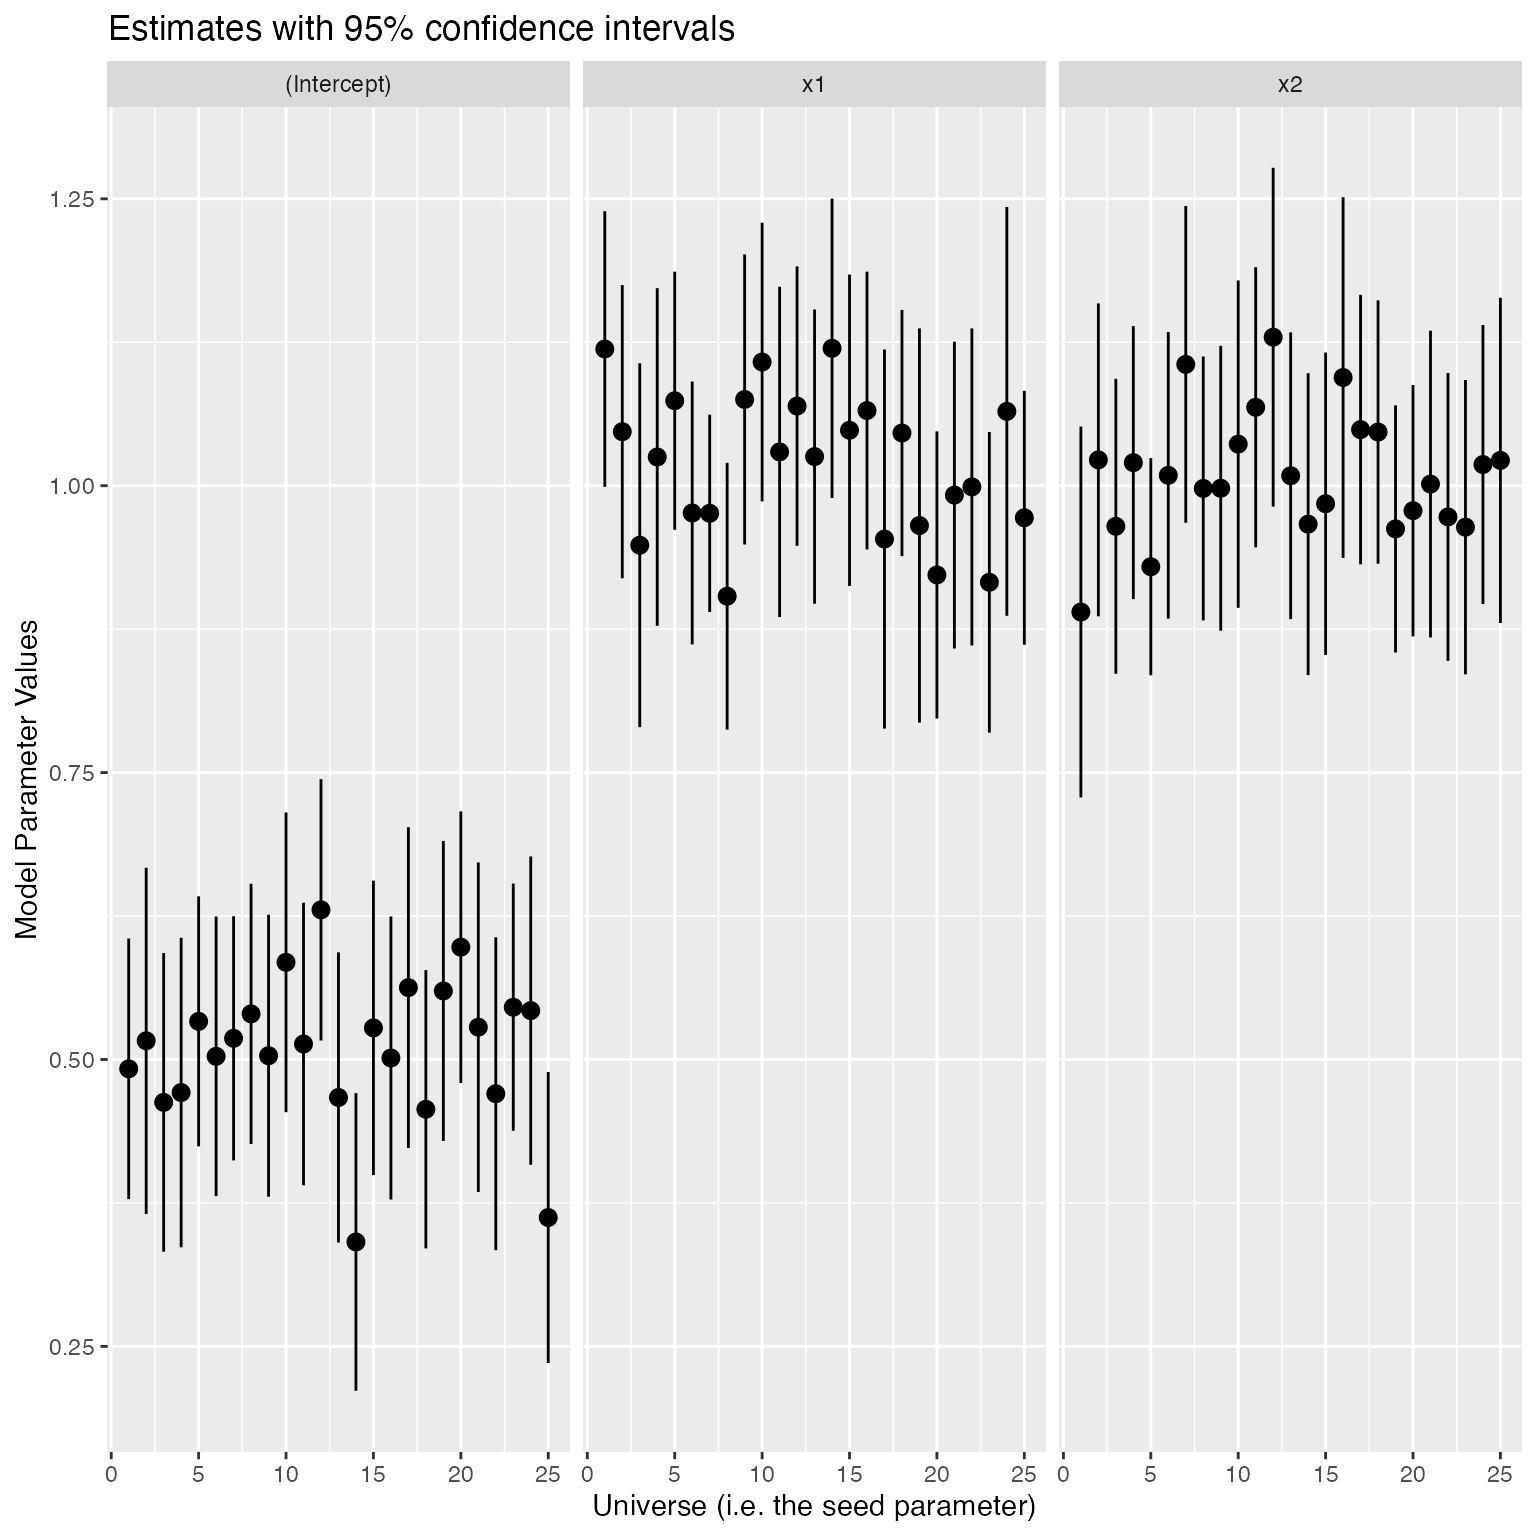 Estimates with 95% confidence intervals
(Intercept) x1 x2
1.25
1.00
0.75
0.50
0.25
Model Parameter Values
0 5 10 15 20 25 0 5 10 15 20 25 0 5 10 15 20 25
Universe (i.e. the seed parameter)